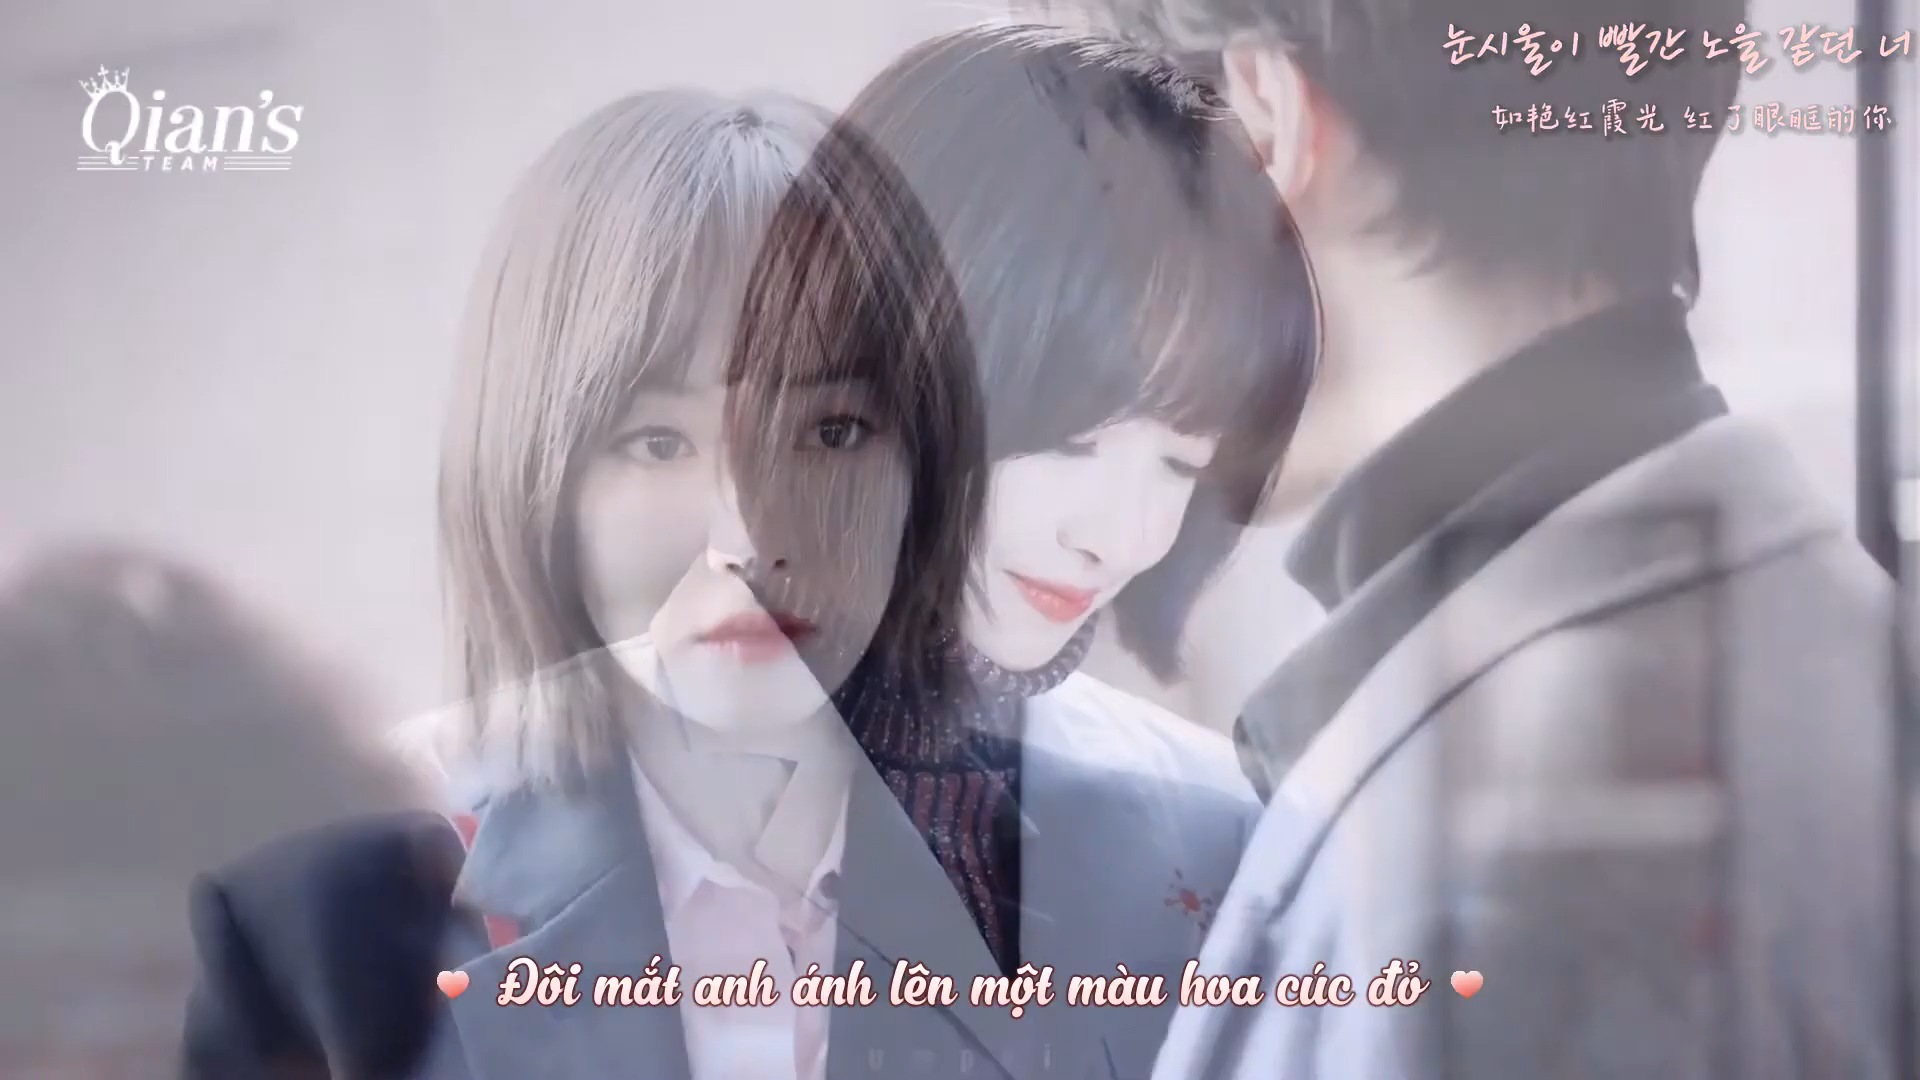 Qian's
TEAM
눈시울이 빨간 노을 같던 너
如艳红霞光 红了眼眶的你
Đôi mắt anh ánh lên một màu hoa cúc đỏ